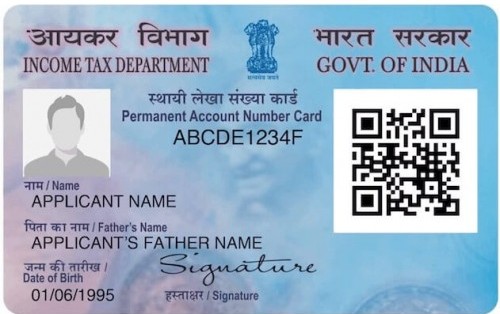 आयकर विभाग
INCOME TAX DEPARTMENT
भारत सरकार
GOVT. OF INDIA
सत्यमेव जयते
स्थायी लेखा संख्या कार्ड
Permanent Account Number Card
ABCDE1234F
नाम / Name
APPLICANT NAME
पिता का नाम / Father's Name
APPLICANT'S FATHER NAME
जन्म की तारीख /
Date of Birth
01/06/1995
Signature
हस्ताक्षर / Signature